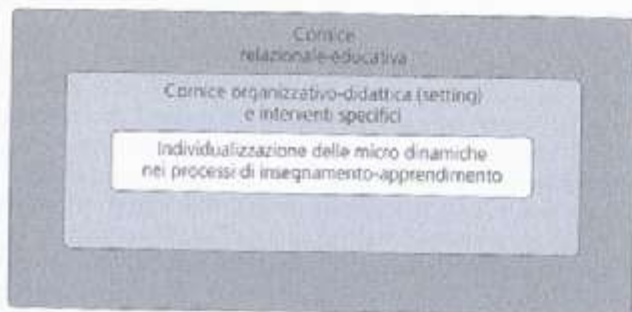 Cornice
relazionale-educativa
Cornice organizzativo-didattica (setting)
e interventi specifici
Individualizzazione delle micro dinamiche
nei processi di insegnamento-apprendimento